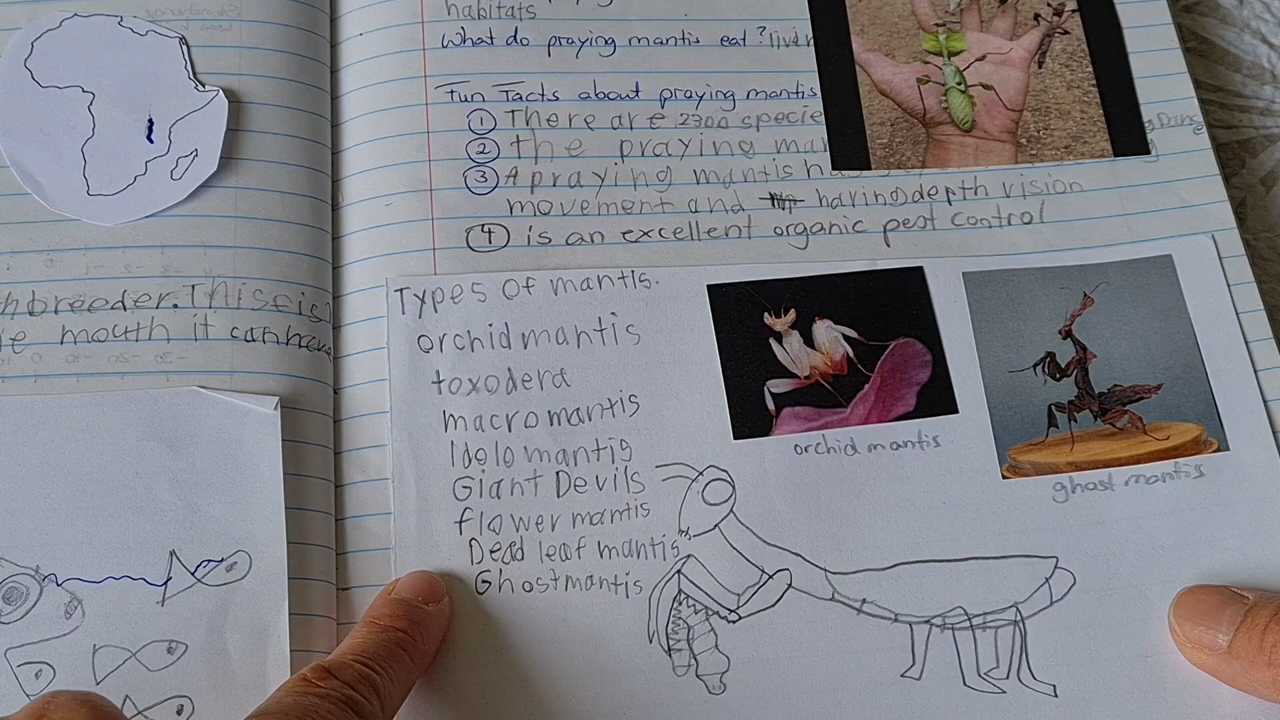 habitats
What do praying mantis eat?
Fun Facts about praying mantis
① There are 2300 specie
② the praying
③ A praying mantis
movement and having depth vision
④ is an excellent organic pest control
hbreeder. This
e mouth it can have
Types of mantis.
orchid mantis
toxodera
macromantis
Idolo mantis
Giant Devils
flower mantis
Dead leaf mantis
Ghost mantis
orchid mantis
ghost mantis